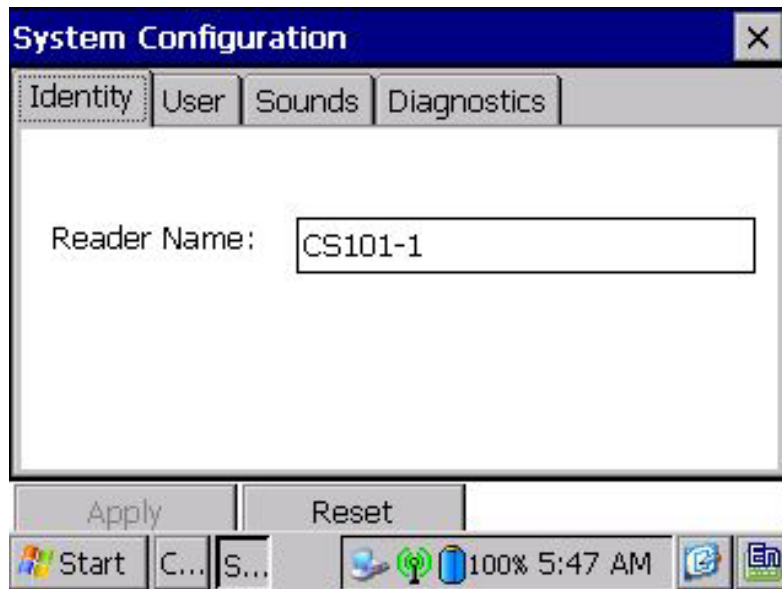 System Configuration
Identity User Sounds Diagnostics
Reader Name: CS101-1
Apply Reset
Start C... S... 100% 5:47 AM En